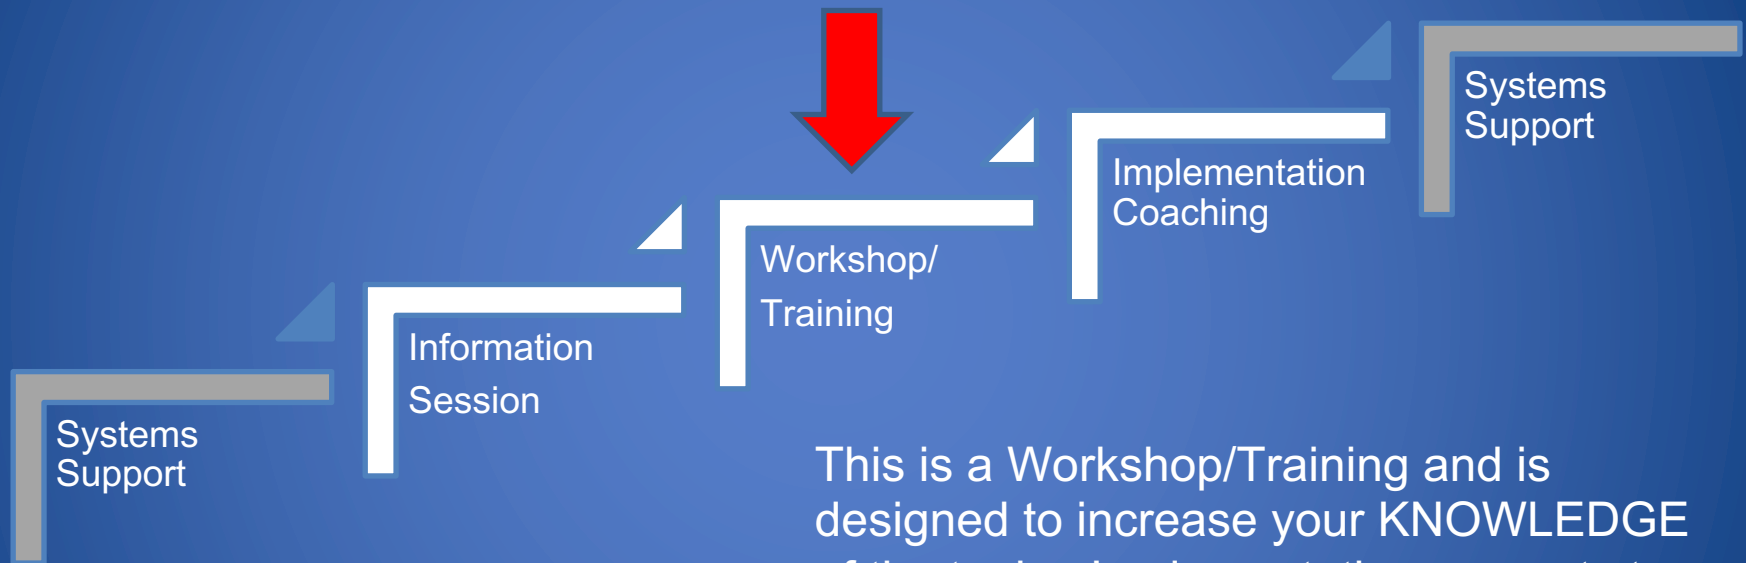 Systems
Support
Implementation
Coaching
Workshop/
Training
Information
Session
Systems
Support
This is a Workshop/Training and is
designed to increase your KNOWLEDGE